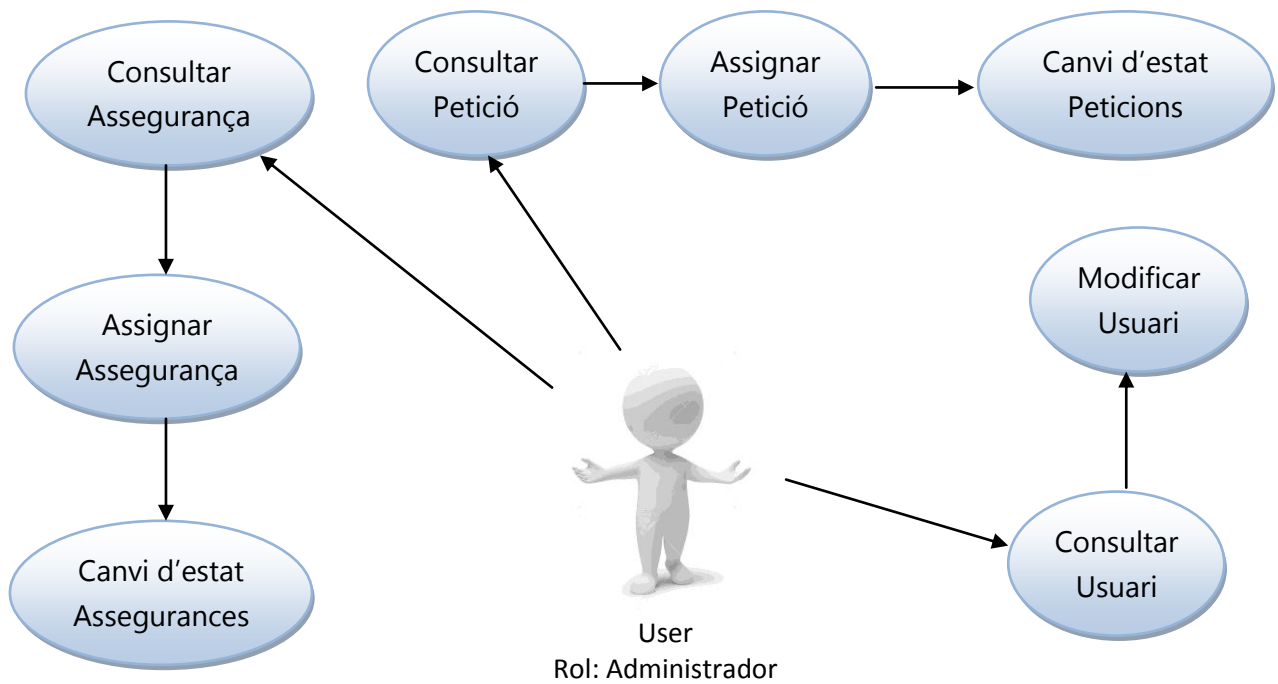 Consultar
Assegurança
Consultar
Petició
Assignar
Petició
Canvi d’estat
Peticions
Modificar
Usuari
Assignar
Assegurança
Consultar
Usuari
Canvi d’estat
Assegurances
User
Rol: Administrador